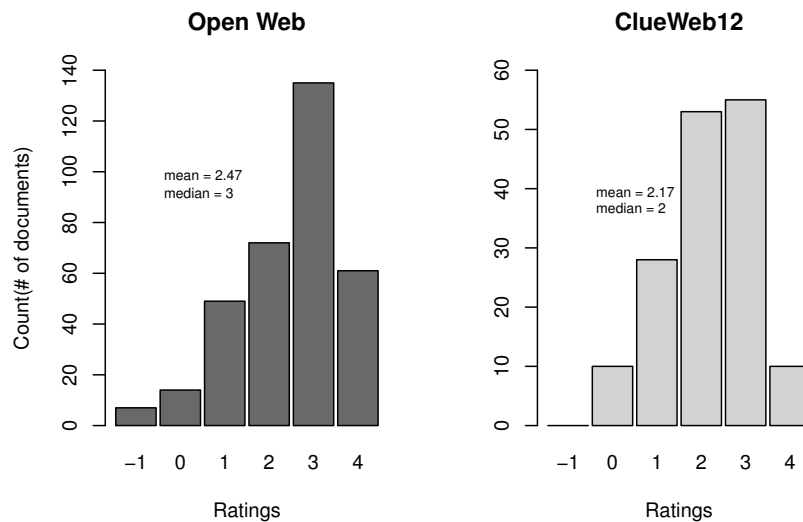 Open Web
Count(# of documents)
140
120
100
80
60
40
20
0
mean = 2.47
median = 3
−1 0 1 2 3 4
Ratings
ClueWeb12
60
50
40
30
20
10
0
mean = 2.17
median = 2
−1 0 1 2 3 4
Ratings